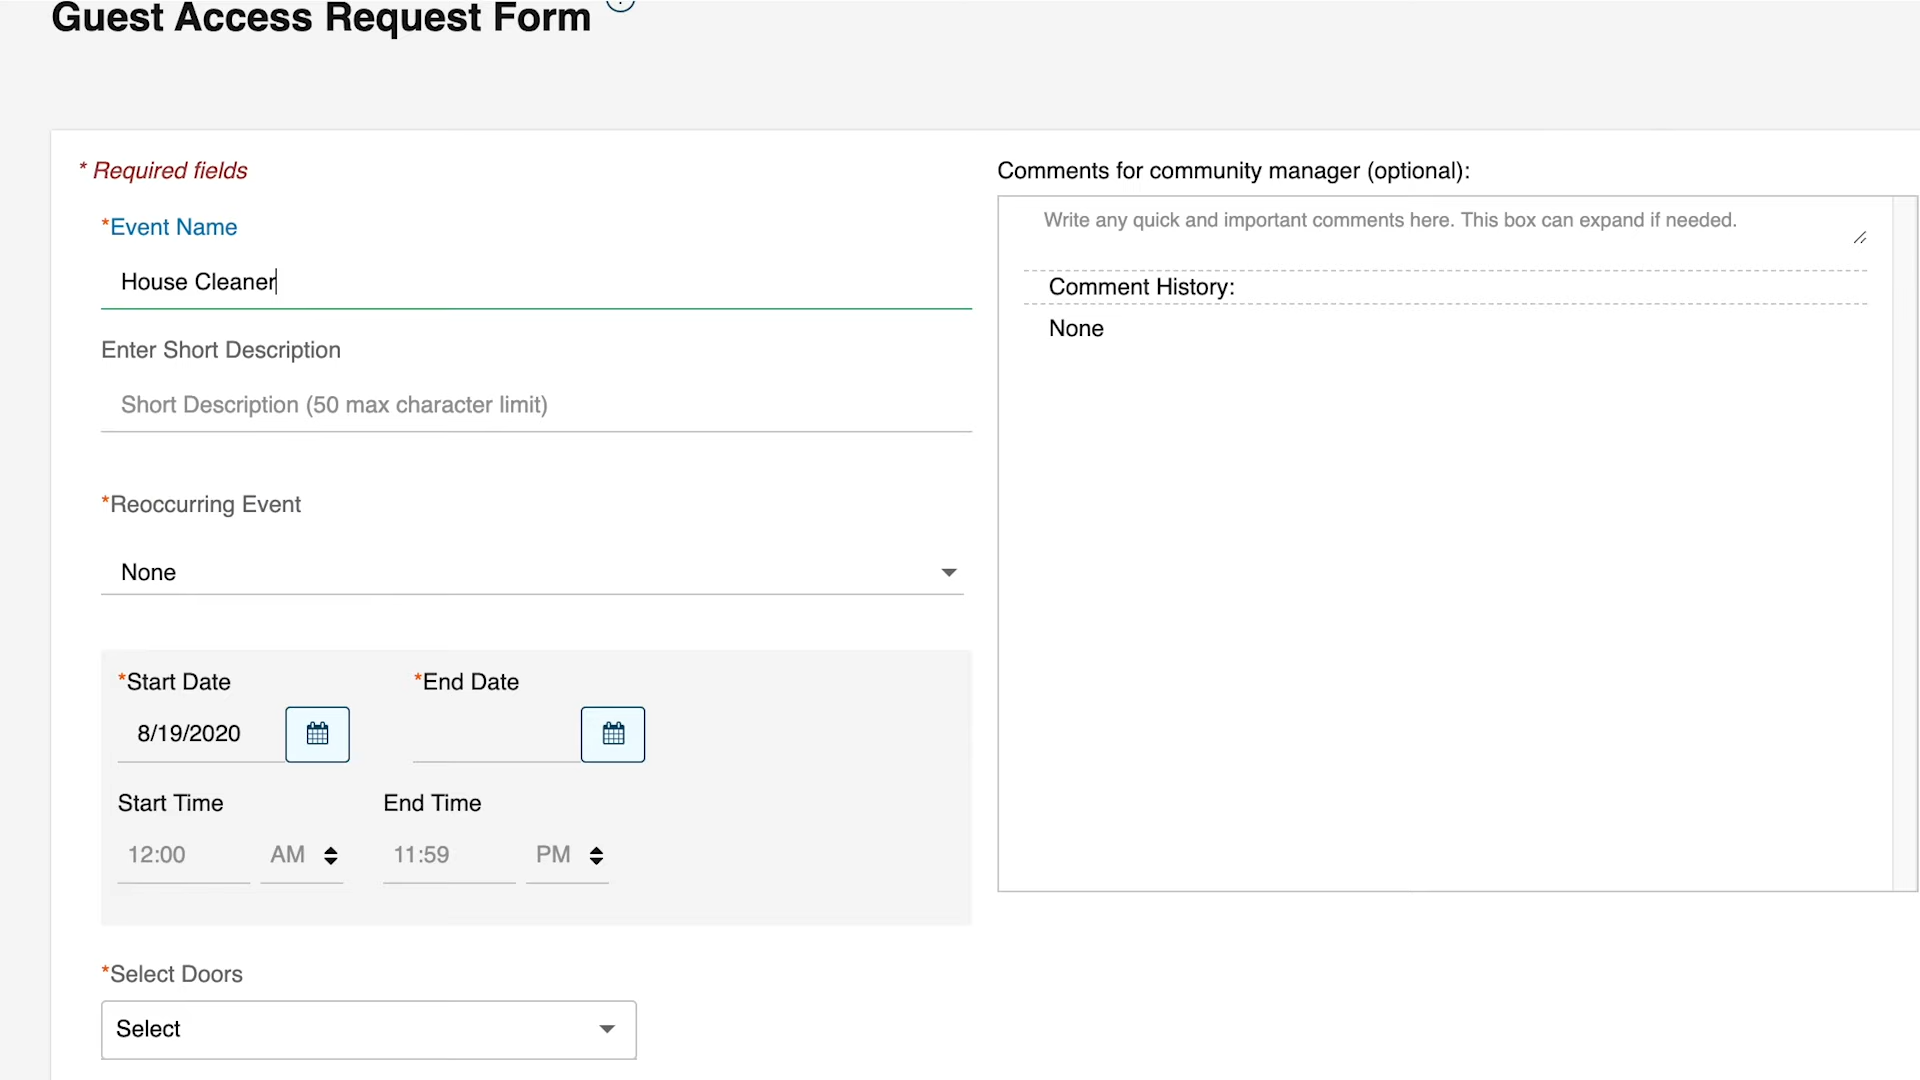 Guest Access Request Form
* Required fields
*Event Name
House Cleaner
Enter Short Description
Short Description (50 max character limit)
*Reoccurring Event
None
*Start Date
*End Date
8/19/2020
Start Time
End Time
12:00
AM
11:59
PM
*Select Doors
Select
Comments for community manager (optional):
Write any quick and important comments here. This box can expand if needed.
Comment History:
None